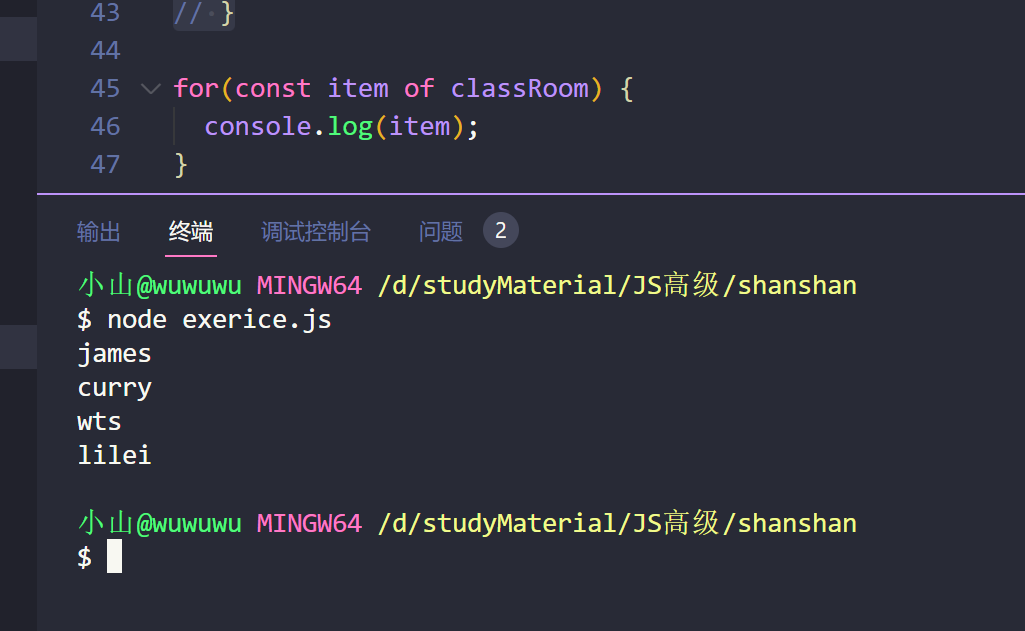 43 // }
44
45 for(const item of classRoom) {
46 console.log(item);
47 }
输出 终端 调试控制台 问题 2
小山@wuwuwu MINGW64 /d/studyMaterial/JS高级/shanshan
$ node exerice.js
james
curry
wts
lilei
小山@wuwuwu MINGW64 /d/studyMaterial/JS高级/shanshan
$